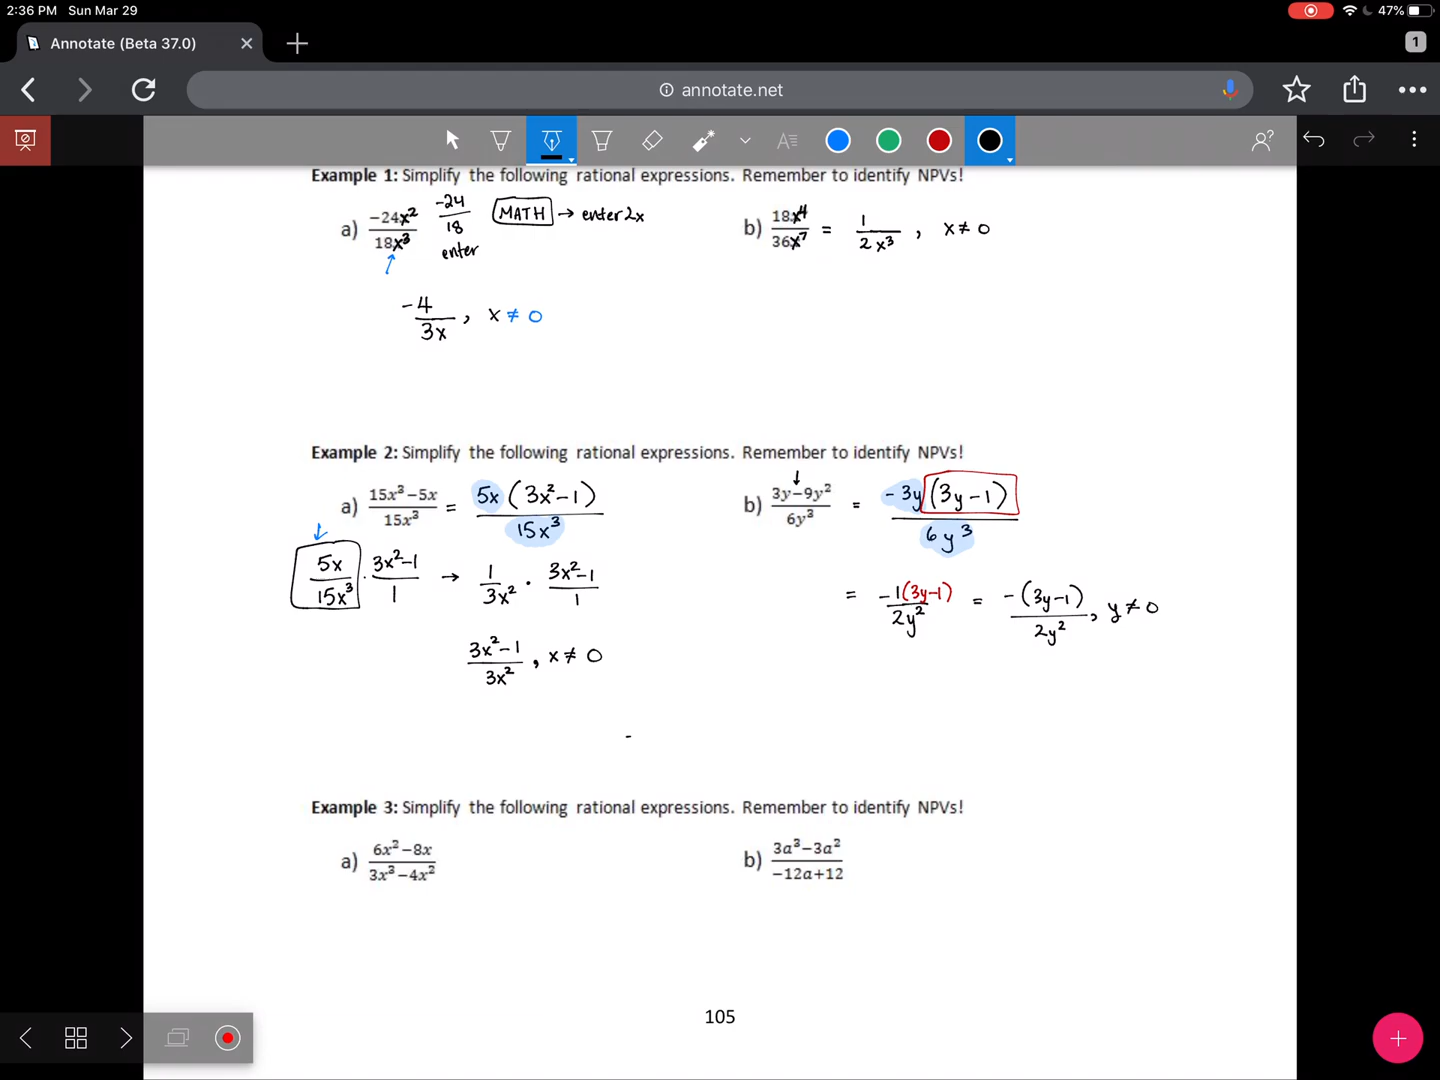 2:36 PM Sun Mar 29
47%
Annotate (Beta 37.0)
1
annotate.net
Example 1: Simplify the following rational expressions. Remember to identify NPVs!
a) −24x²/18x³
-24/18 enter
MATH → enter 2x
-4/3x , x ≠ 0
b) 18x⁴/36x⁷ = 1/2x³ , x ≠ 0
Example 2: Simplify the following rational expressions. Remember to identify NPVs!
a) 15x³−5x/15x³ = 5x(3x²-1)/15x³
5x/15x³ · 3x²-1/1 → 1/3x² · 3x²-1/1
3x²-1/3x² , x ≠ 0
b) 3y−9y²/6y³ = -3y(3y-1)/6y³
= -1(3y-1)/2y² = -(3y-1)/2y² , y ≠ 0
Example 3: Simplify the following rational expressions. Remember to identify NPVs!
a) 6x²−8x/3x³−4x²
b) 3a³−3a²/−12a+12
105